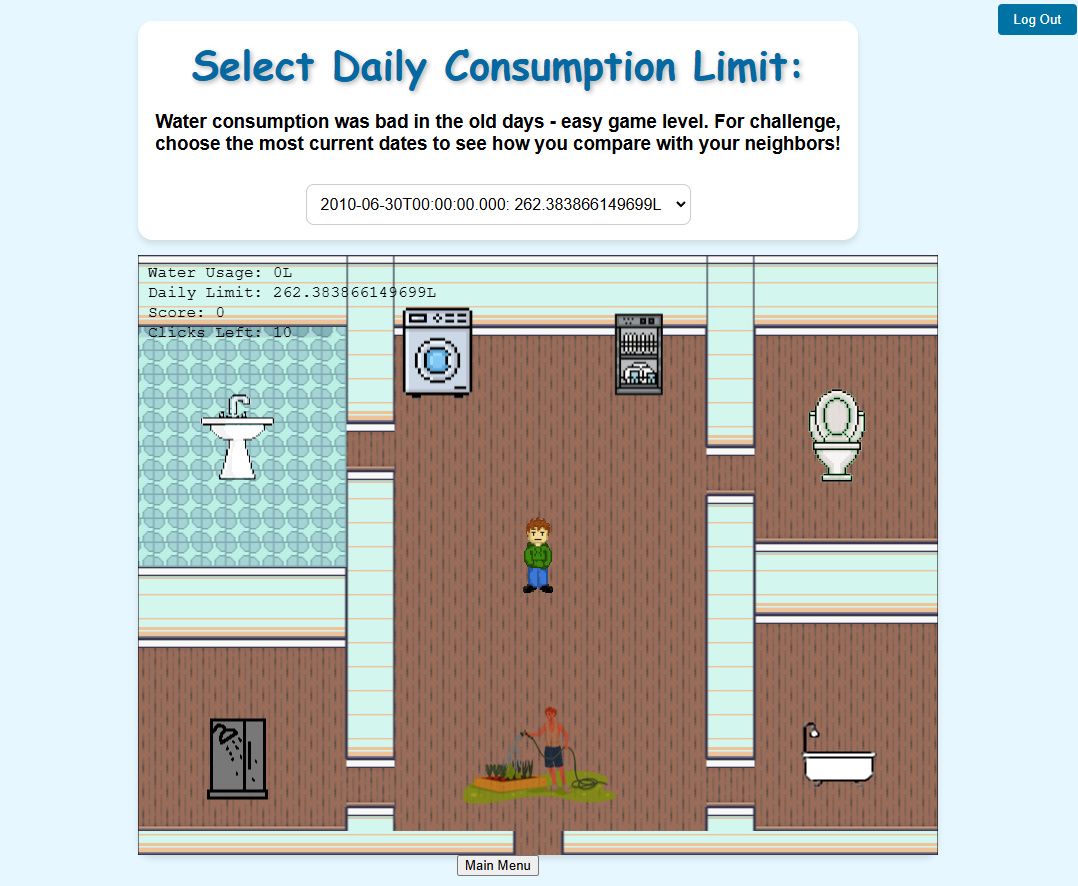 Log Out
Select Daily Consumption Limit:
Water consumption was bad in the old days - easy game level. For challenge,
choose the most current dates to see how you compare with your neighbors!
2010-06-30T00:00:00.000: 262.383866149699L
Water Usage: 0L
Daily Limit: 262.383866149699L
Score: 0
Clicks Left: 10
Main Menu